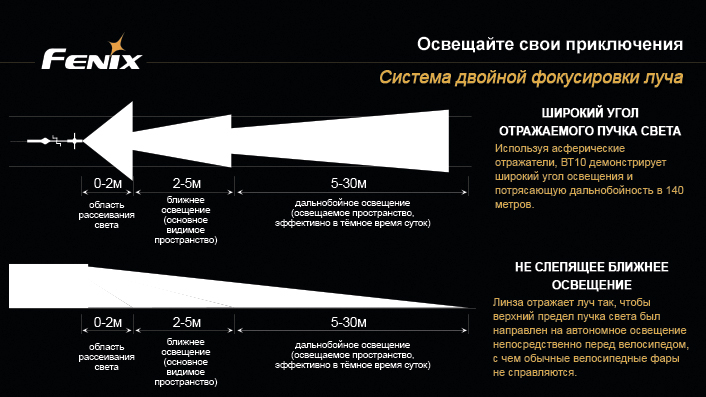 FENIX
Освещайте свои приключения
Система двойной фокусировки луча
ШИРОКИЙ УГОЛ
ОТРАЖАЕМОГО ПУЧКА СВЕТА
Используя асферические
отражатели, BT10 демонстрирует
широкий угол освещения и
потрясающую дальнобойность в 140
метров.
0-2м
2-5м
5-30м
область
рассеивания
света
ближнее
освещение
(основное
видимое
пространство)
дальнобойное освещение
(освещаемое пространство,
эффективно в тёмное время суток)
НЕ СЛЕПЯЩЕЕ БЛИЖНЕЕ
ОСВЕЩЕНИЕ
Линза отражает луч так, чтобы
верхний предел пучка света был
направлен на автономное освещение
непосредственно перед велосипедом,
с чем обычные велосипедные фары
не справляются.
0-2м
2-5м
5-30м
область
рассеивания
света
ближнее
освещение
(основное
видимое
пространство)
дальнобойное освещение
(освещаемое пространство,
эффективно в тёмное время суток)